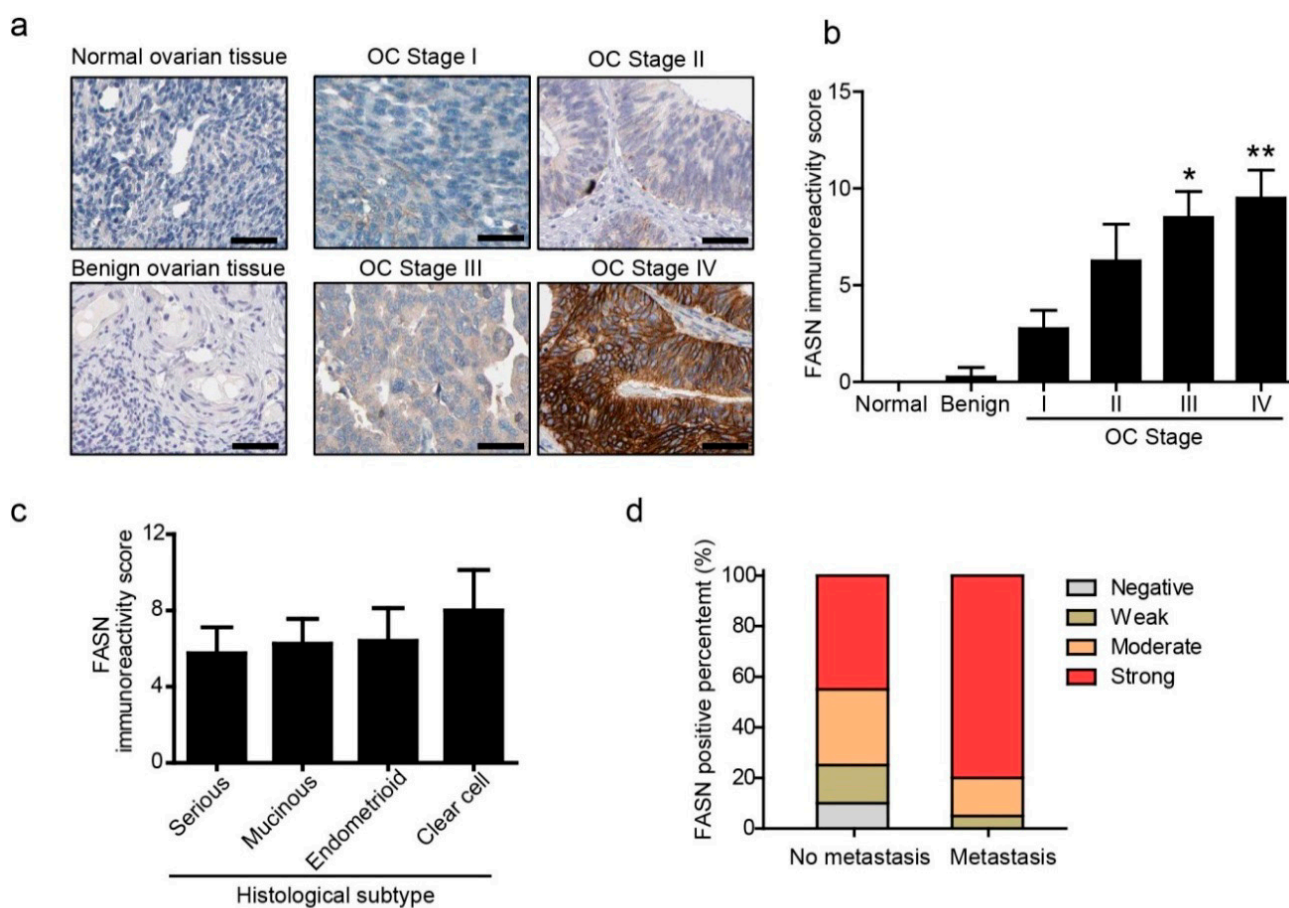 a
Normal ovarian tissue
OC Stage I
OC Stage II
Benign ovarian tissue
OC Stage III
OC Stage IV
b
FASN immunoreactivity score
15
10
5
0
*
**
Normal
Benign
I
II
III
IV
OC Stage
c
FASN
immunoreactivity score
12
8
4
0
Serious
Mucinous
Endometrioid
Clear cell
Histological subtype
d
FASN positive percentemt (%)
100
80
60
40
20
0
No metastasis
Metastasis
Negative
Weak
Moderate
Strong